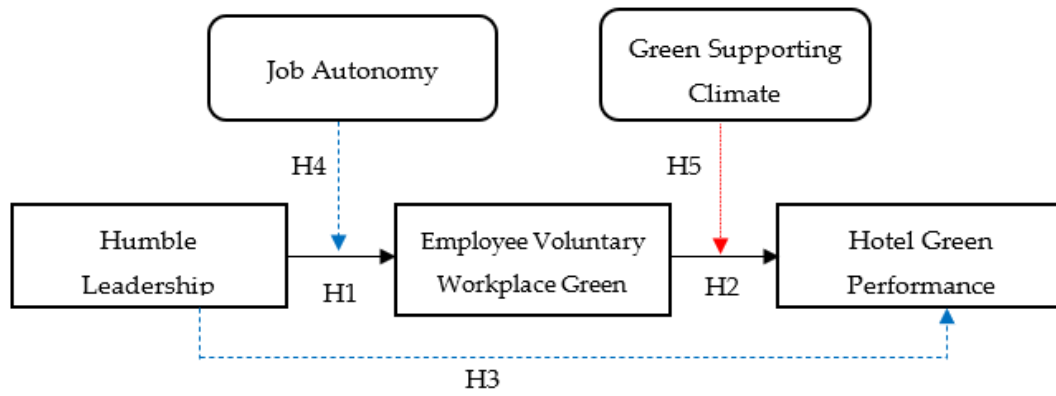 Job Autonomy
Green Supporting
Climate
H4
H5
Humble
Leadership
Employee Voluntary
Workplace Green
Hotel Green
Performance
H1
H2
H3